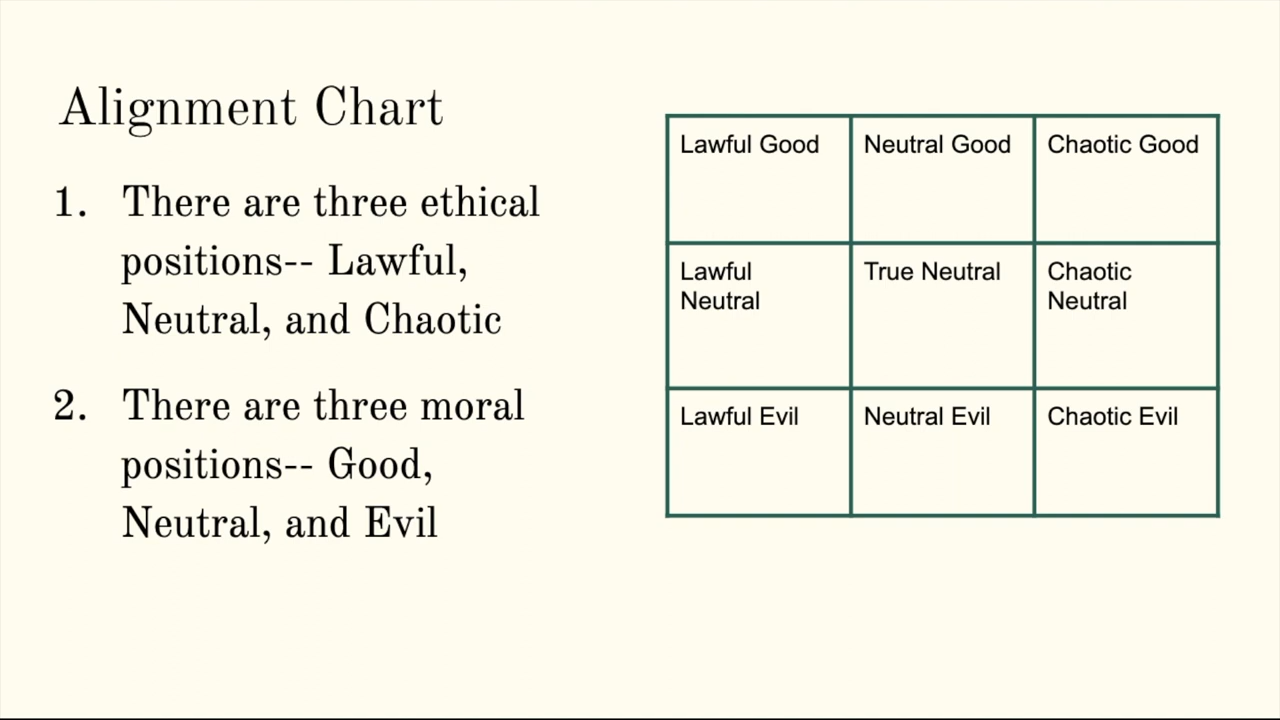 Alignment Chart
1. There are three ethical
positions-- Lawful,
Neutral, and Chaotic
2. There are three moral
positions-- Good,
Neutral, and Evil
Lawful Good
Neutral Good
Chaotic Good
Lawful
Neutral
True Neutral
Chaotic
Neutral
Lawful Evil
Neutral Evil
Chaotic Evil